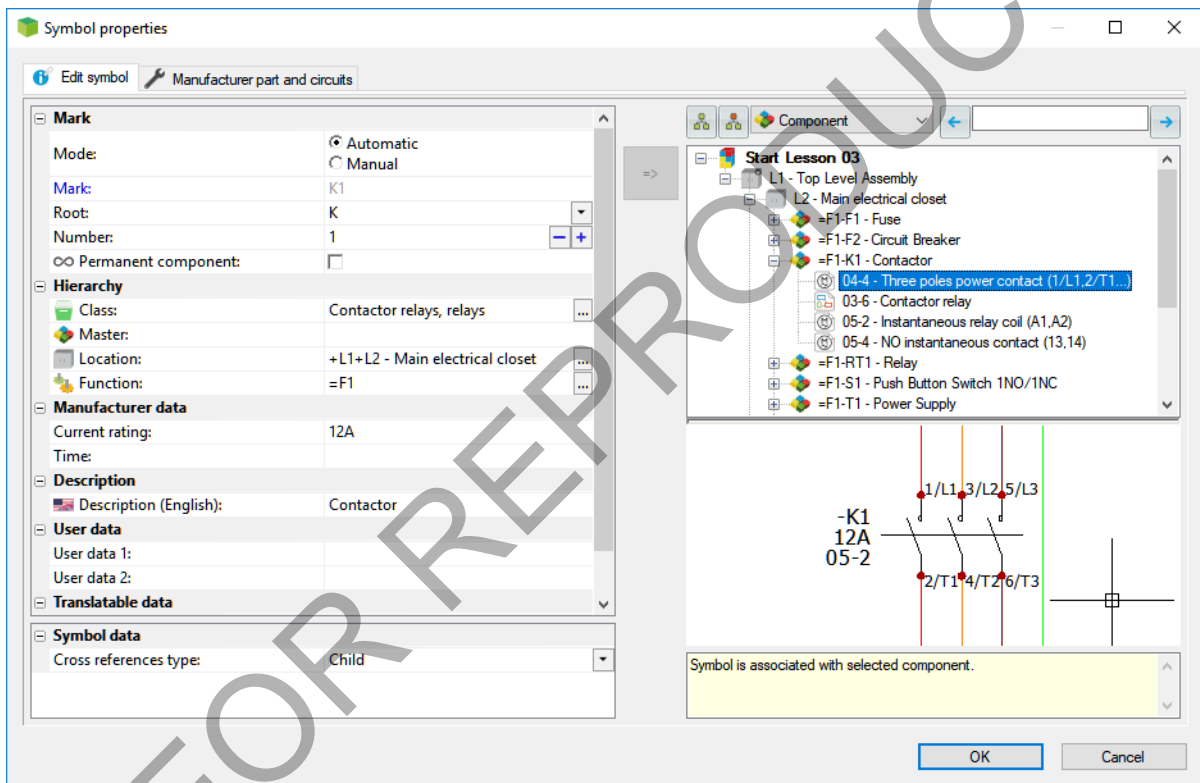 Symbol properties
Edit symbol
Manufacturer part and circuits
Mark
Mode:
Automatic
Manual
Mark: K1
Root: K
Number: 1
Permanent component:
Hierarchy
Class: Contactor relays, relays ...
Master:
Location: +L1+L2 - Main electrical closet ...
Function: =F1 ...
Manufacturer data
Current rating: 12A
Time:
Description
Description (English): Contactor
User data
User data 1:
User data 2:
Translatable data
Symbol data
Cross references type: Child
=>
Component
Start Lesson 03
L1 - Top Level Assembly
L2 - Main electrical closet
=F1-F1 - Fuse
=F1-F2 - Circuit Breaker
=F1-K1 - Contactor
04-4 - Three poles power contact (1/L1,2/T1...)
03-6 - Contactor relay
05-2 - Instantaneous relay coil (A1,A2)
05-4 - NO instantaneous contact (13,14)
=F1-RT1 - Relay
=F1-S1 - Push Button Switch 1NO/1NC
=F1-T1 - Power Supply
1/L1 3/L2 5/L3
-K1
12A
05-2
2/T1 4/T2 6/T3
Symbol is associated with selected component.
OK
Cancel
FOR REPRODUC